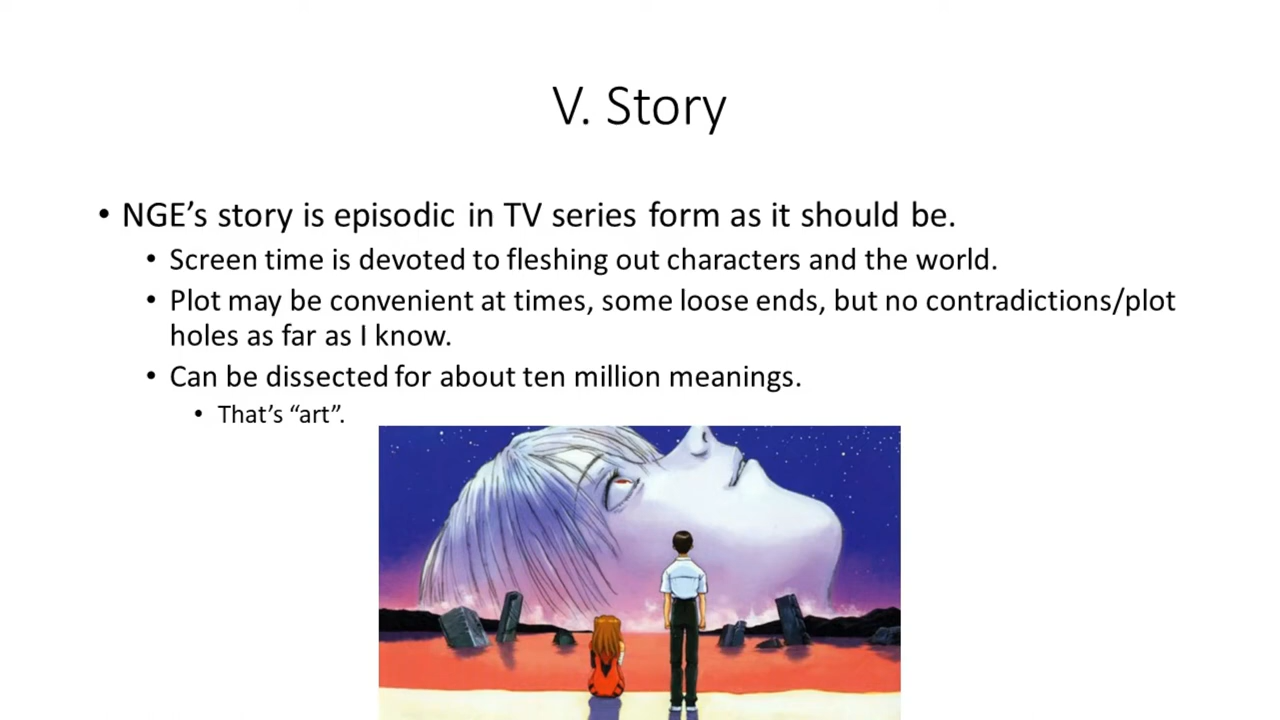 V. Story
• NGE’s story is episodic in TV series form as it should be.
• Screen time is devoted to fleshing out characters and the world.
• Plot may be convenient at times, some loose ends, but no contradictions/plot
holes as far as I know.
• Can be dissected for about ten million meanings.
• That’s “art”.